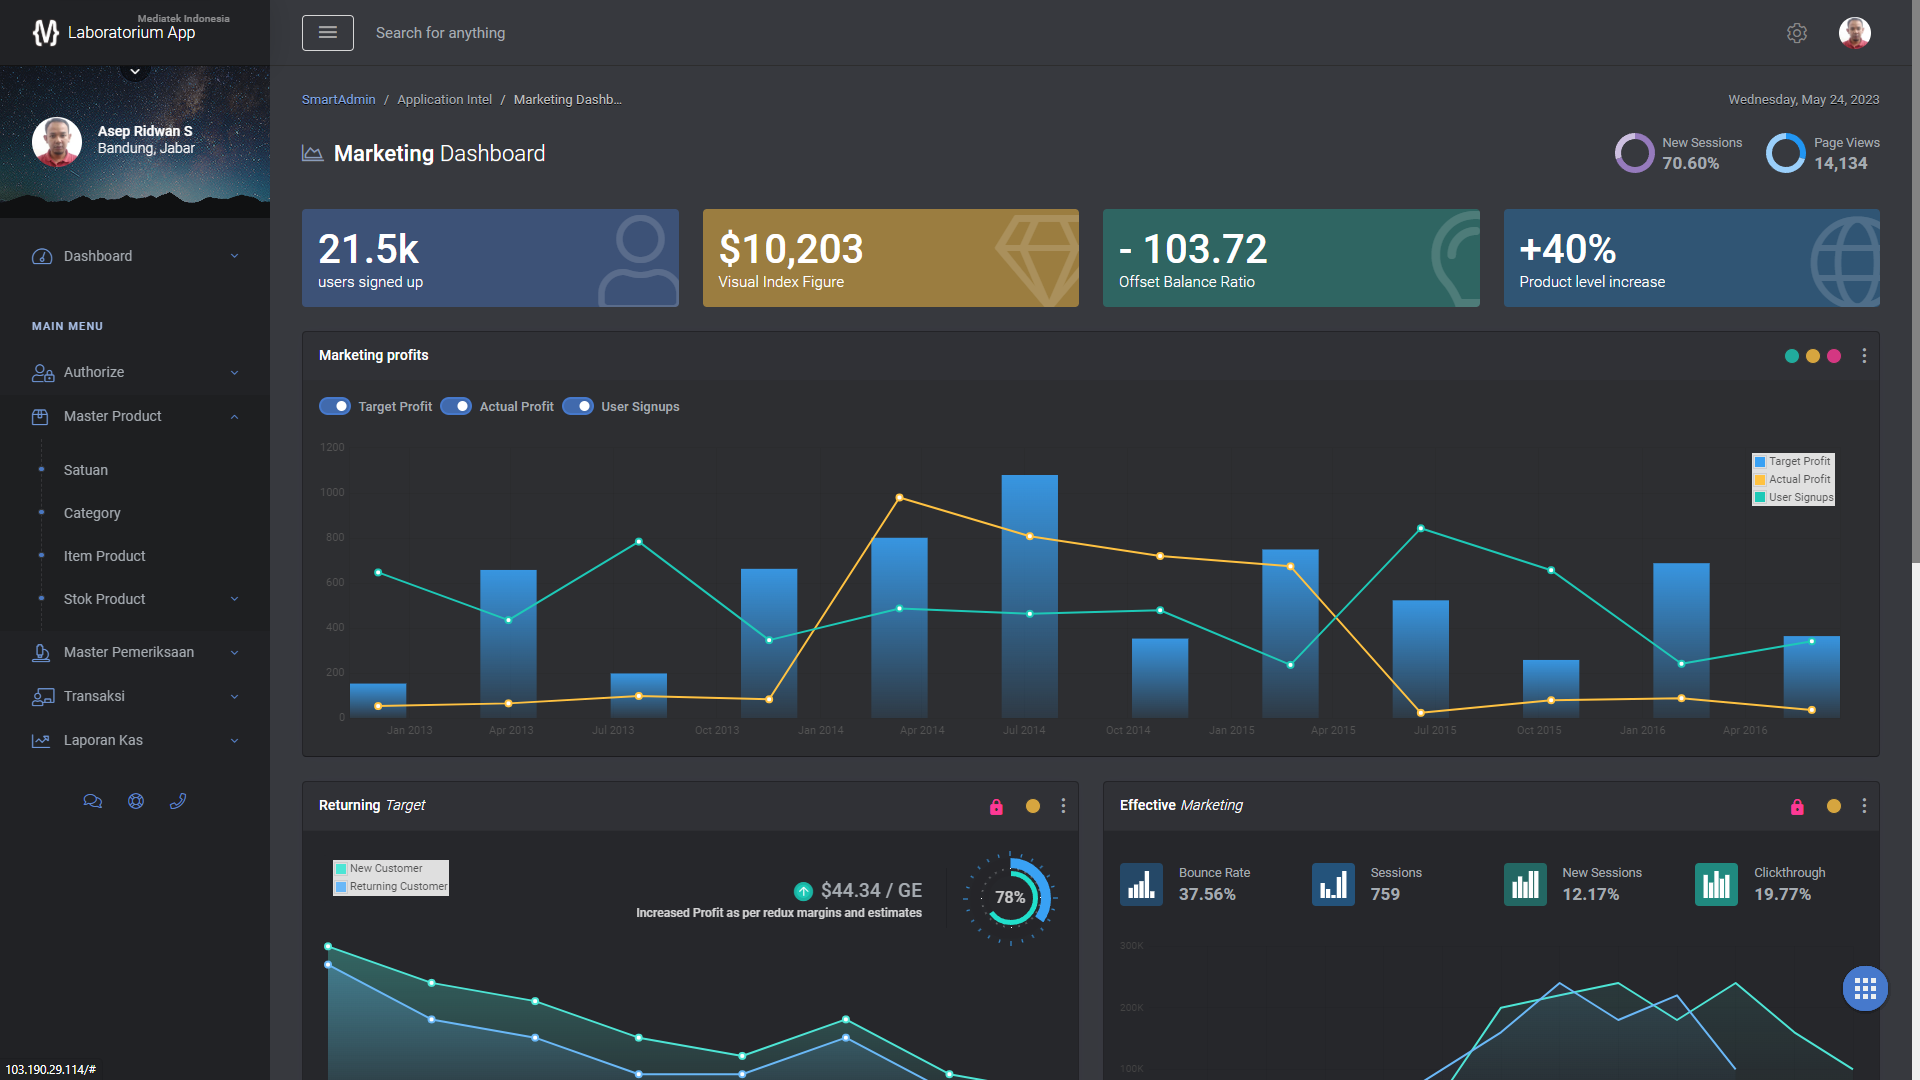 Mediatek Indonesia
Laboratorium App
Search for anything
Asep Ridwan S
Bandung, Jabar
Dashboard
MAIN MENU
Authorize
Master Product
Satuan
Category
Item Product
Stok Product
Master Pemeriksaan
Transaksi
Laporan Kas
SmartAdmin / Application Intel / Marketing Dashb...
Wednesday, May 24, 2023
Marketing Dashboard
New Sessions
70.60%
Page Views
14,134
21.5k
users signed up
$10,203
Visual Index Figure
- 103.72
Offset Balance Ratio
+40%
Product level increase
Marketing profits
Target Profit
Actual Profit
User Signups
1200
1000
800
600
400
200
0
Target Profit
Actual Profit
User Signups
Jan 2013
Apr 2013
Jul 2013
Oct 2013
Jan 2014
Apr 2014
Jul 2014
Oct 2014
Jan 2015
Apr 2015
Jul 2015
Oct 2015
Jan 2016
Apr 2016
Returning Target
New Customer
Returning Customer
$44.34 / GE
Increased Profit as per redux margins and estimates
78%
Effective Marketing
Bounce Rate
37.56%
Sessions
759
New Sessions
12.17%
Clickthrough
19.77%
300K
200K
100K
103.190.29.114/#